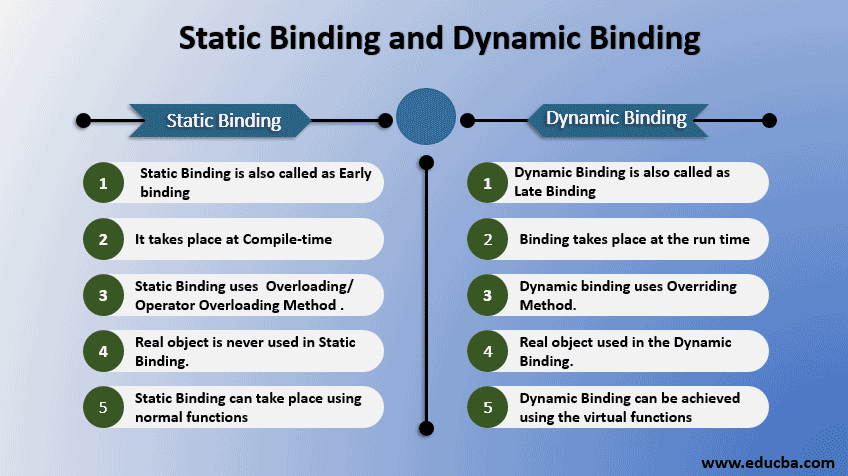 Static Binding and Dynamic Binding
Static Binding
1
Static Binding is also called as Early
binding
2
It takes place at Compile-time
3
Static Binding uses Overloading/
Operator Overloading Method .
4
Real object is never used in Static
Binding.
5
Static Binding can take place using
normal functions
Dynamic Binding
1
Dynamic Binding is also called as
Late Binding
2
Binding takes place at the run time
3
Dynamic binding uses Overriding
Method.
4
Real object used in the Dynamic
Binding.
5
Dynamic Binding can be achieved
using the virtual functions
www.educba.com